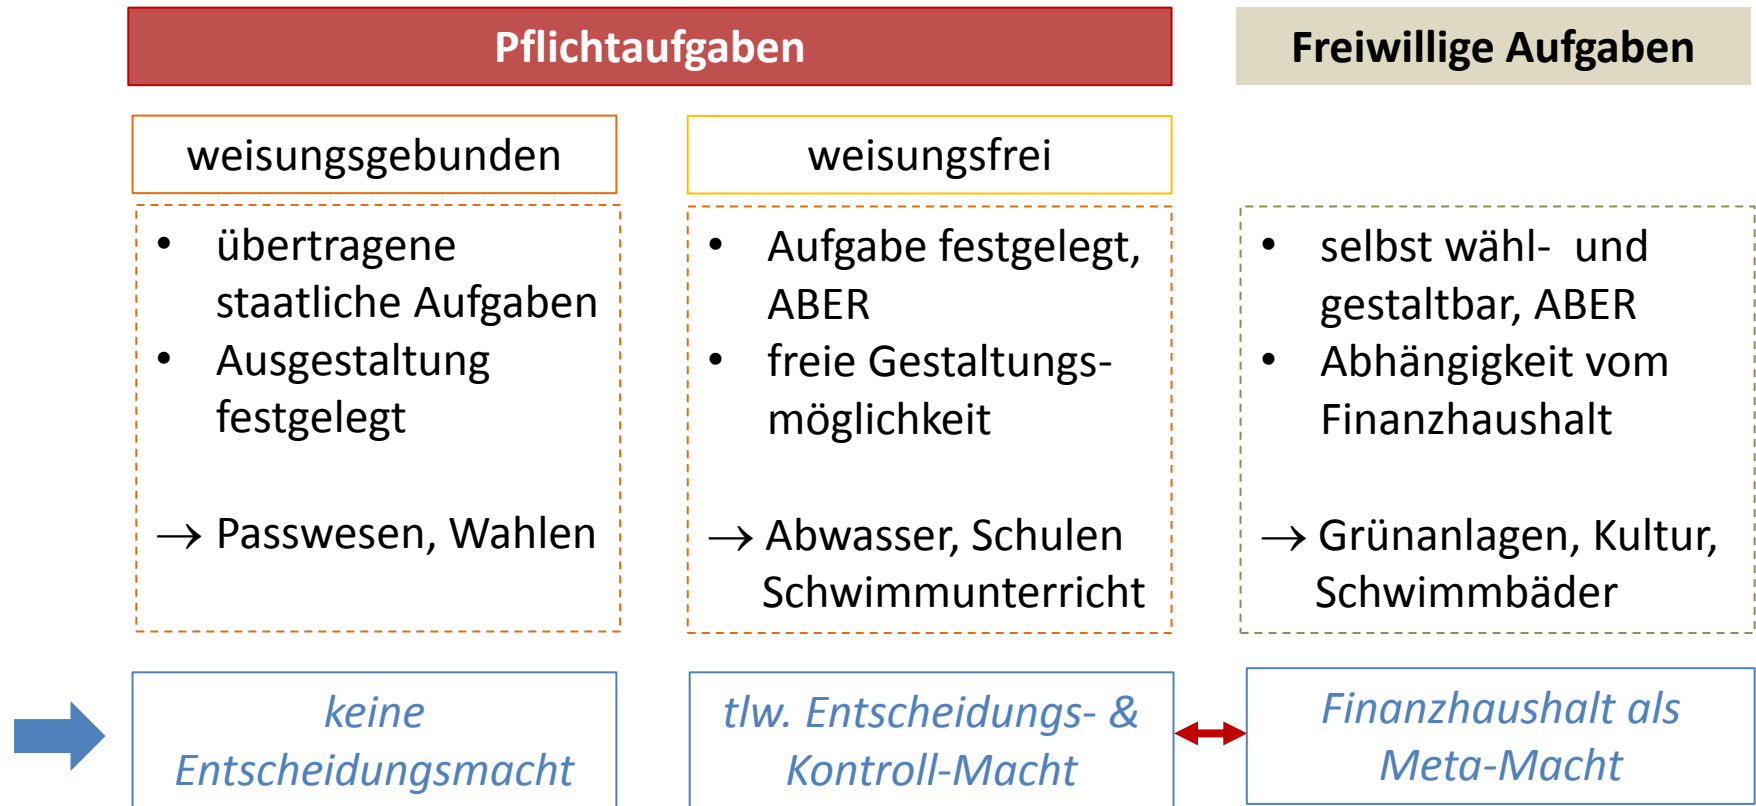 Pflichtaufgaben
Freiwillige Aufgaben
weisungsgebunden
weisungsfrei
• übertragene
staatliche Aufgaben
• Ausgestaltung
festgelegt
→ Passwesen, Wahlen
• Aufgabe festgelegt,
ABER
• freie Gestaltungs-
möglichkeit
→ Abwasser, Schulen
Schwimmunterricht
• selbst wähl- und
gestaltbar, ABER
• Abhängigkeit vom
Finanzhaushalt
→ Grünanlagen, Kultur,
Schwimmbäder
keine
Entscheidungsmacht
tlw. Entscheidungs- &
Kontroll-Macht
Finanzhaushalt als
Meta-Macht